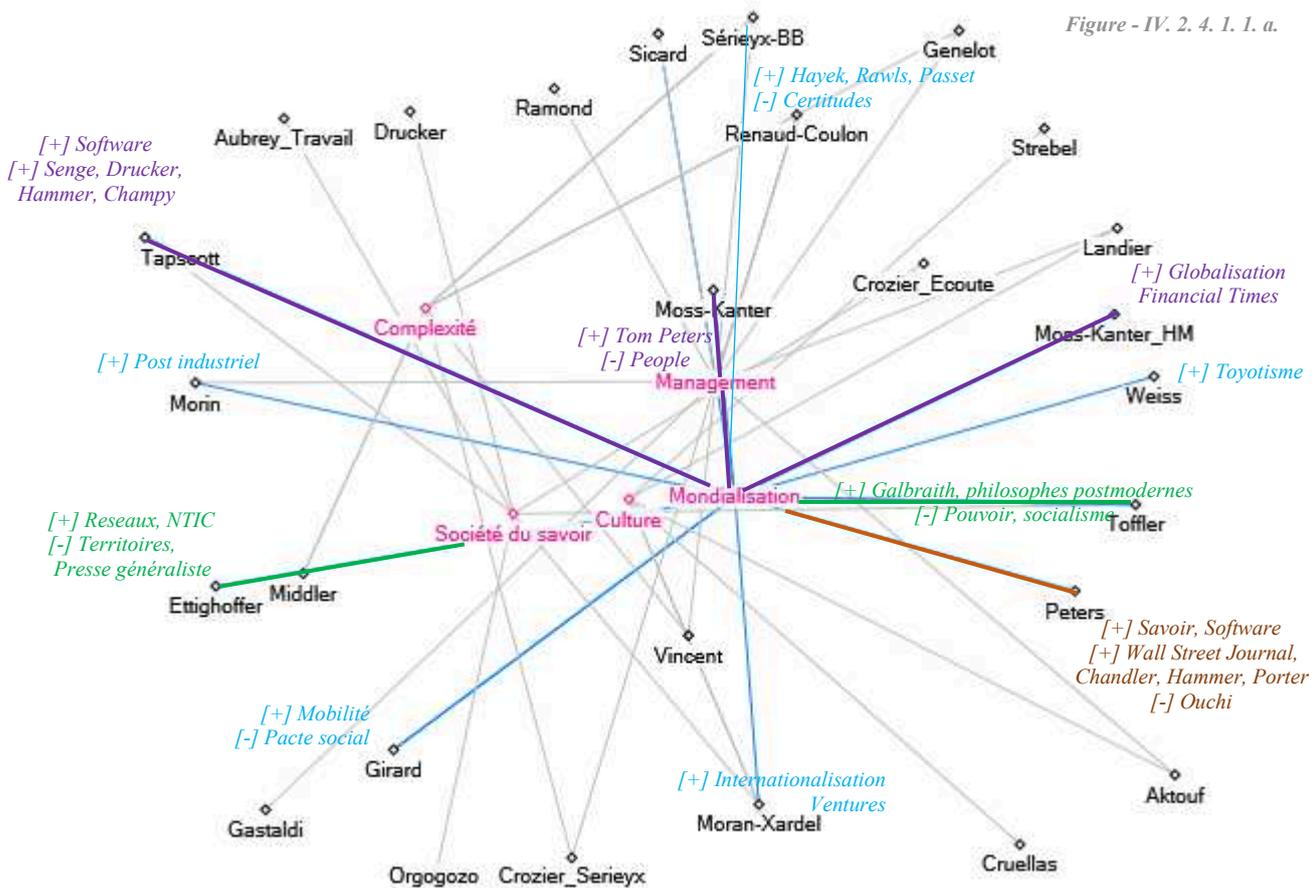 Figure - IV. 2. 4. 1. 1. a.
Sérieyx-BB
Sicard
Genelot
[+] Hayek, Rawls, Passet
[-] Certitudes
Ramond
Aubrey_Travail
Drucker
Renaud-Coulon
Strebel
[+] Software
[+] Senge, Drucker,
Hammer, Champy
Tapscott
Landier
Crozier_Ecoute
[+] Globalisation
Financial Times
Moss-Kanter
Complexité
[+] Tom Peters
[-] People
Moss-Kanter_HM
[+] Post industriel
Management
[+] Toyotisme
Morin
Weiss
Mondialisation
[+] Galbraith, philosophes postmodernes
[-] Pouvoir, socialisme
Toffler
[+] Reseaux, NTIC
[-] Territoires,
Presse généraliste
Culture
Société du savoir
Ettighoffer
Middler
Peters
[+] Savoir, Software
[+] Wall Street Journal,
Chandler, Hammer, Porter
[-] Ouchi
Vincent
[+] Mobilité
[-] Pacte social
Girard
[+] Internationalisation
Ventures
Aktouf
Gastaldi
Moran-Xardel
Cruellas
Orgogozo
Crozier_Serieyx